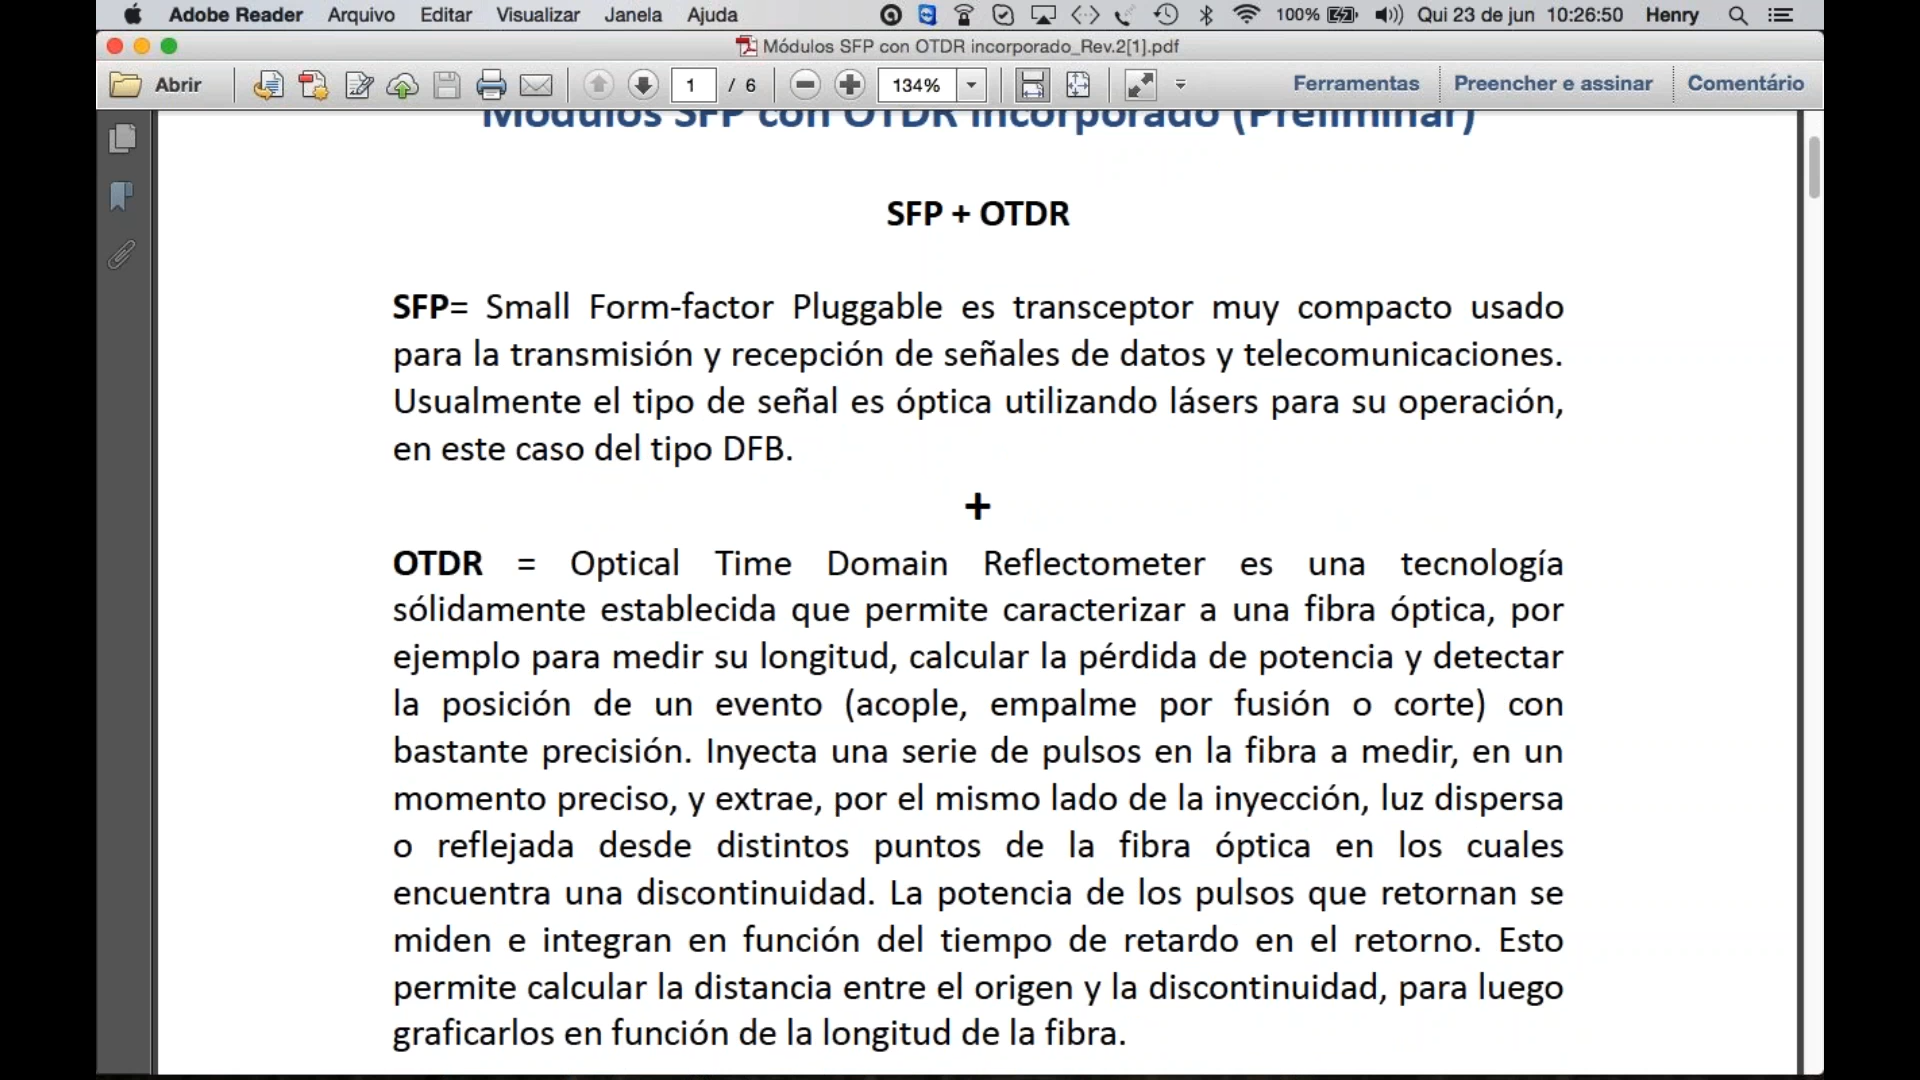 Adobe Reader Arquivo Editar Visualizar Janela Ajuda 100% Qui 23 de jun 10:26:50 Henry
Módulos SFP con OTDR incorporado_Rev.2[1].pdf
Abrir 1 / 6 134% Ferramentas Preencher e assinar Comentário
Módulos SFP con OTDR incorporado (Preliminar)
SFP + OTDR
SFP= Small Form-factor Pluggable es transceptor muy compacto usado
para la transmisión y recepción de señales de datos y telecomunicaciones.
Usualmente el tipo de señal es óptica utilizando lásers para su operación,
en este caso del tipo DFB.
+
OTDR = Optical Time Domain Reflectometer es una tecnología
sólidamente establecida que permite caracterizar a una fibra óptica, por
ejemplo para medir su longitud, calcular la pérdida de potencia y detectar
la posición de un evento (acople, empalme por fusión o corte) con
bastante precisión. Inyecta una serie de pulsos en la fibra a medir, en un
momento preciso, y extrae, por el mismo lado de la inyección, luz dispersa
o reflejada desde distintos puntos de la fibra óptica en los cuales
encuentra una discontinuidad. La potencia de los pulsos que retornan se
miden e integran en función del tiempo de retardo en el retorno. Esto
permite calcular la distancia entre el origen y la discontinuidad, para luego
graficarlos en función de la longitud de la fibra.